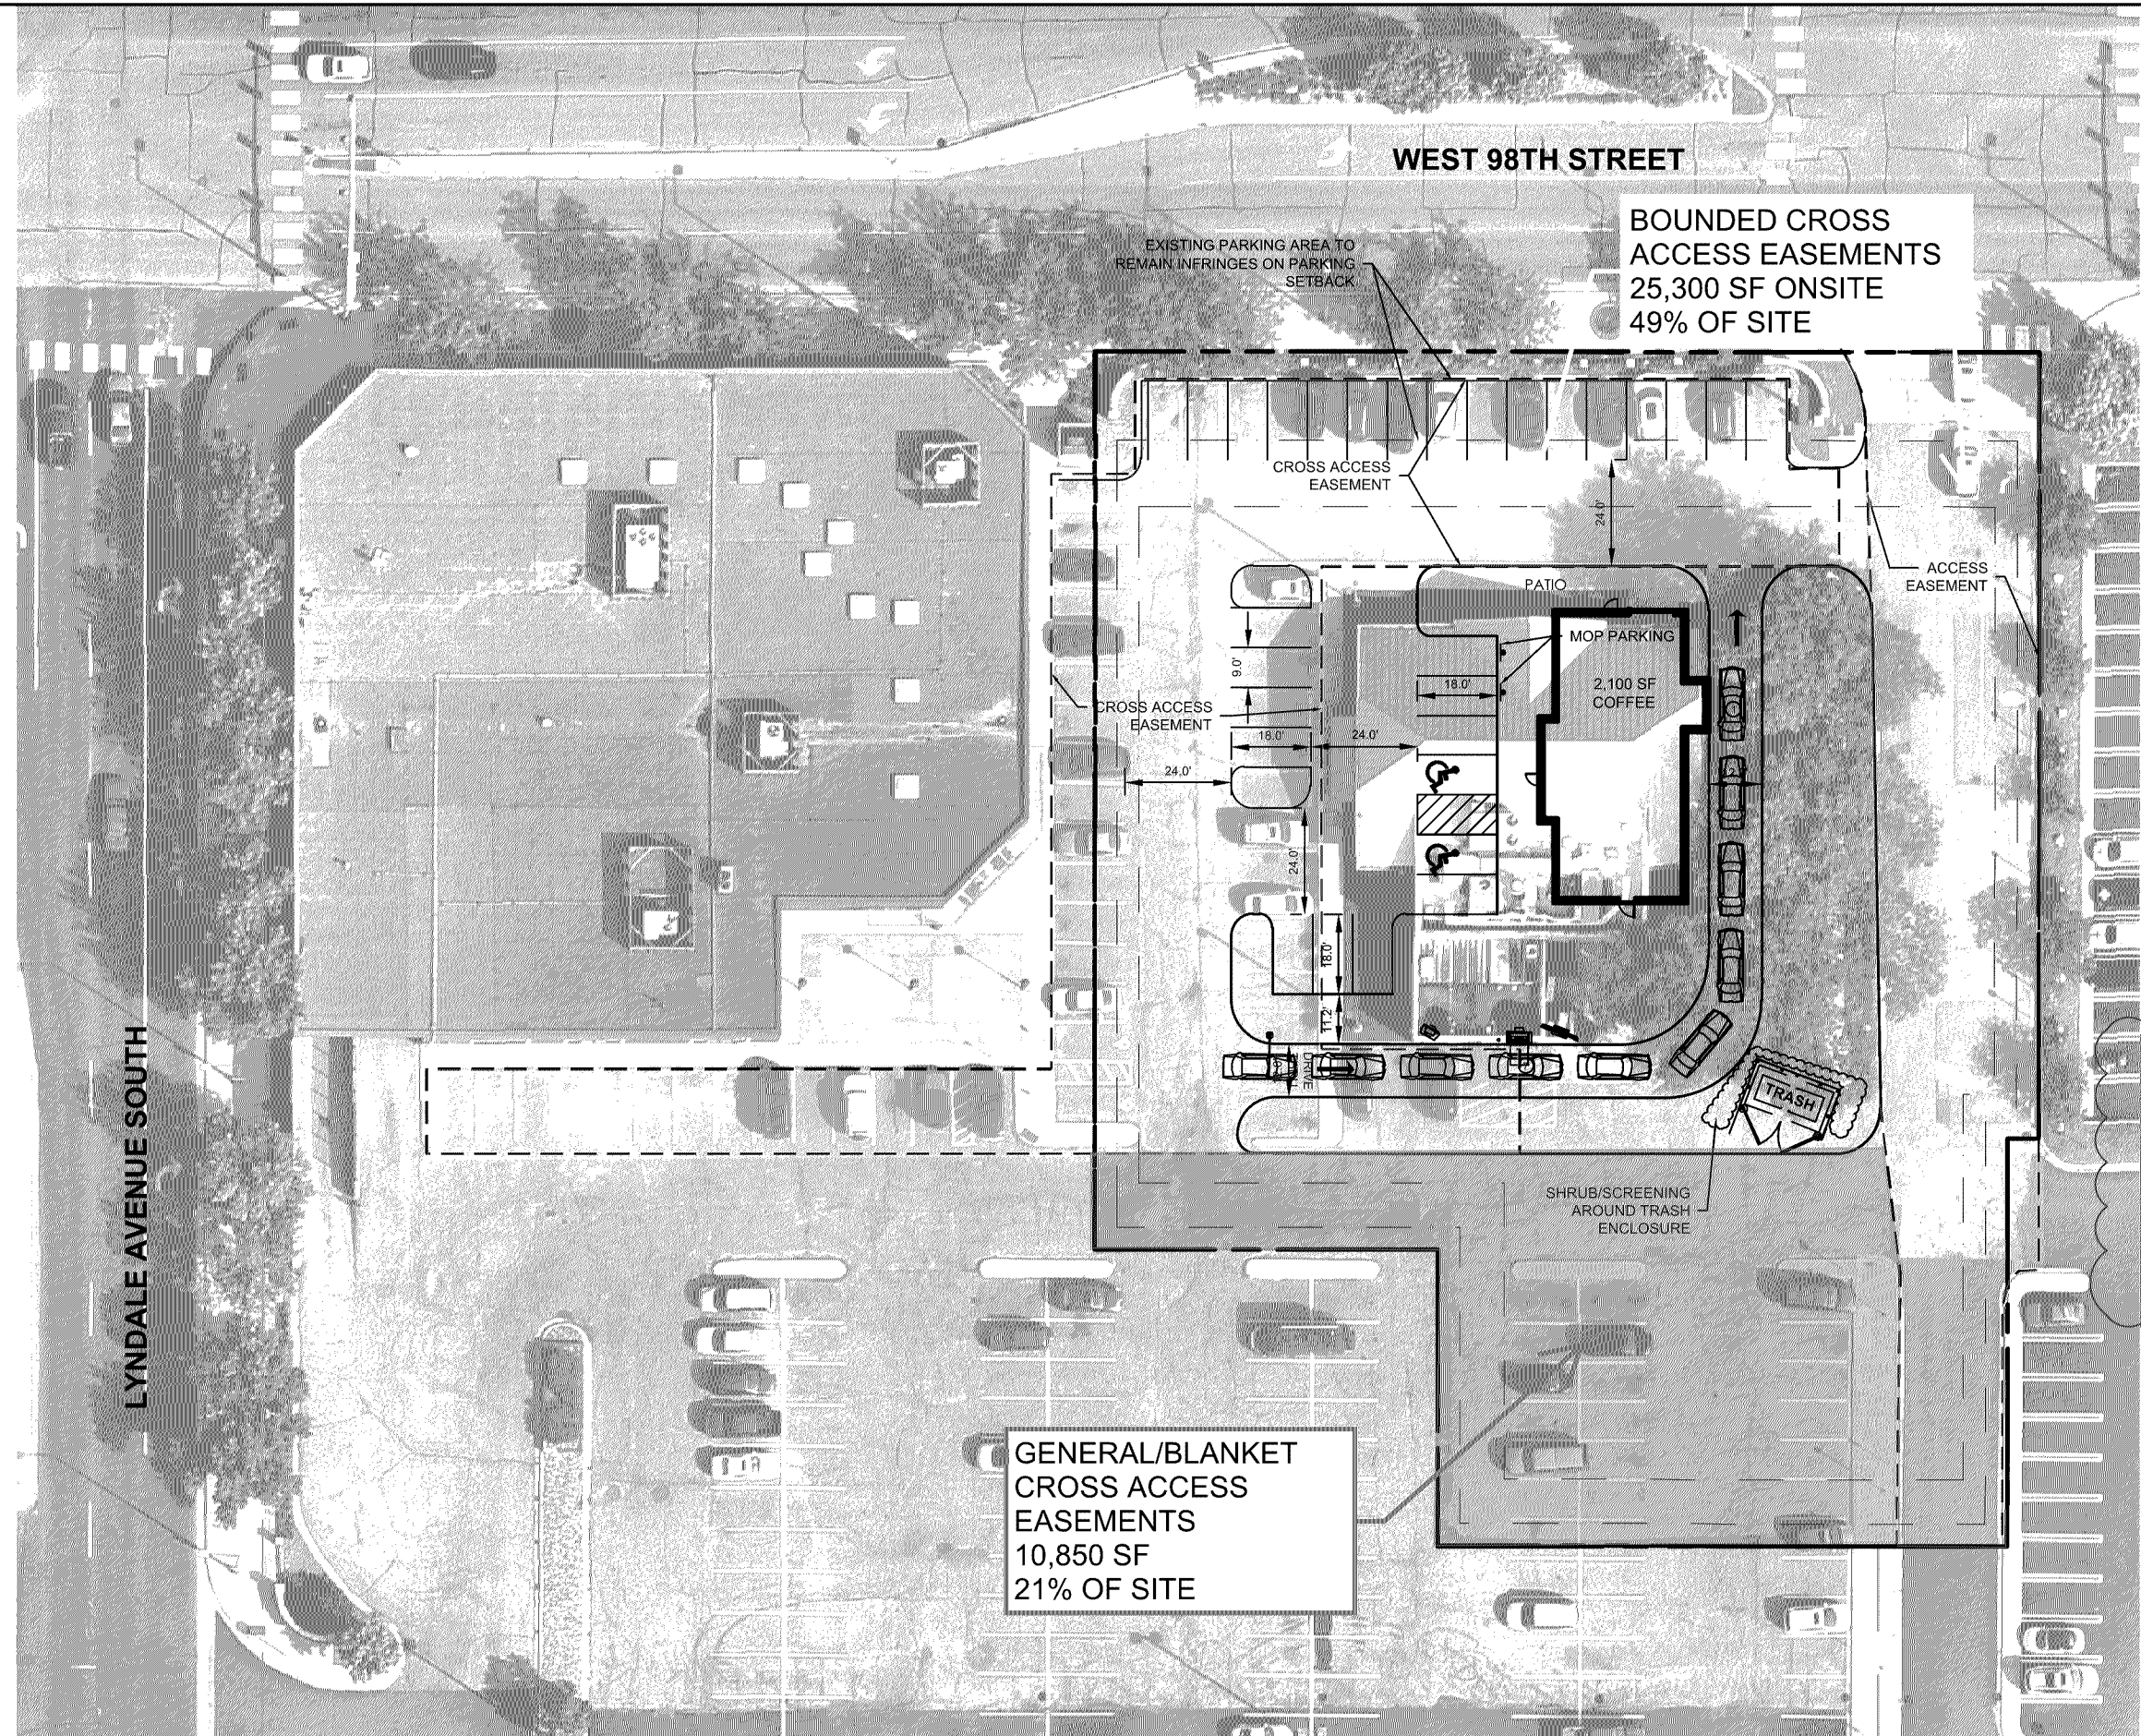 WEST 98TH STREET
BOUNDED CROSS
ACCESS EASEMENTS
25,300 SF ONSITE
49% OF SITE
EXISTING PARKING AREA TO
REMAIN INFRINGES ON PARKING
SETBACK
CROSS ACCESS
EASEMENT
24.0'
ACCESS
EASEMENT
PATIO
MOP PARKING
9.0'
18.0'
2,100 SF
COFFEE
CROSS ACCESS
EASEMENT
18.0'
24.0'
24.0'
24.0'
18.0'
11.2'
DRIVE
TRASH
SHRUB/SCREENING
AROUND TRASH
ENCLOSURE
LYNDALE AVENUE SOUTH
GENERAL/BLANKET
CROSS ACCESS
EASEMENTS
10,850 SF
21% OF SITE